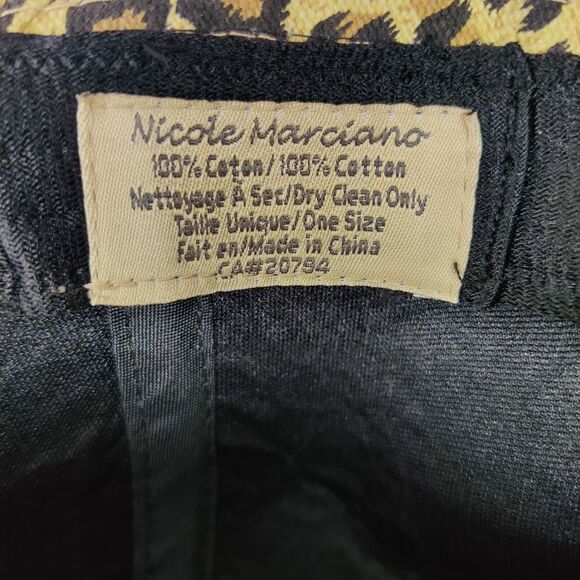 Nicole Marciano
100% Coton/100% Cotton
Nettoyage À Sec/Dry Clean Only
Taille Unique/One Size
Fait en/Made in China
CA#20794